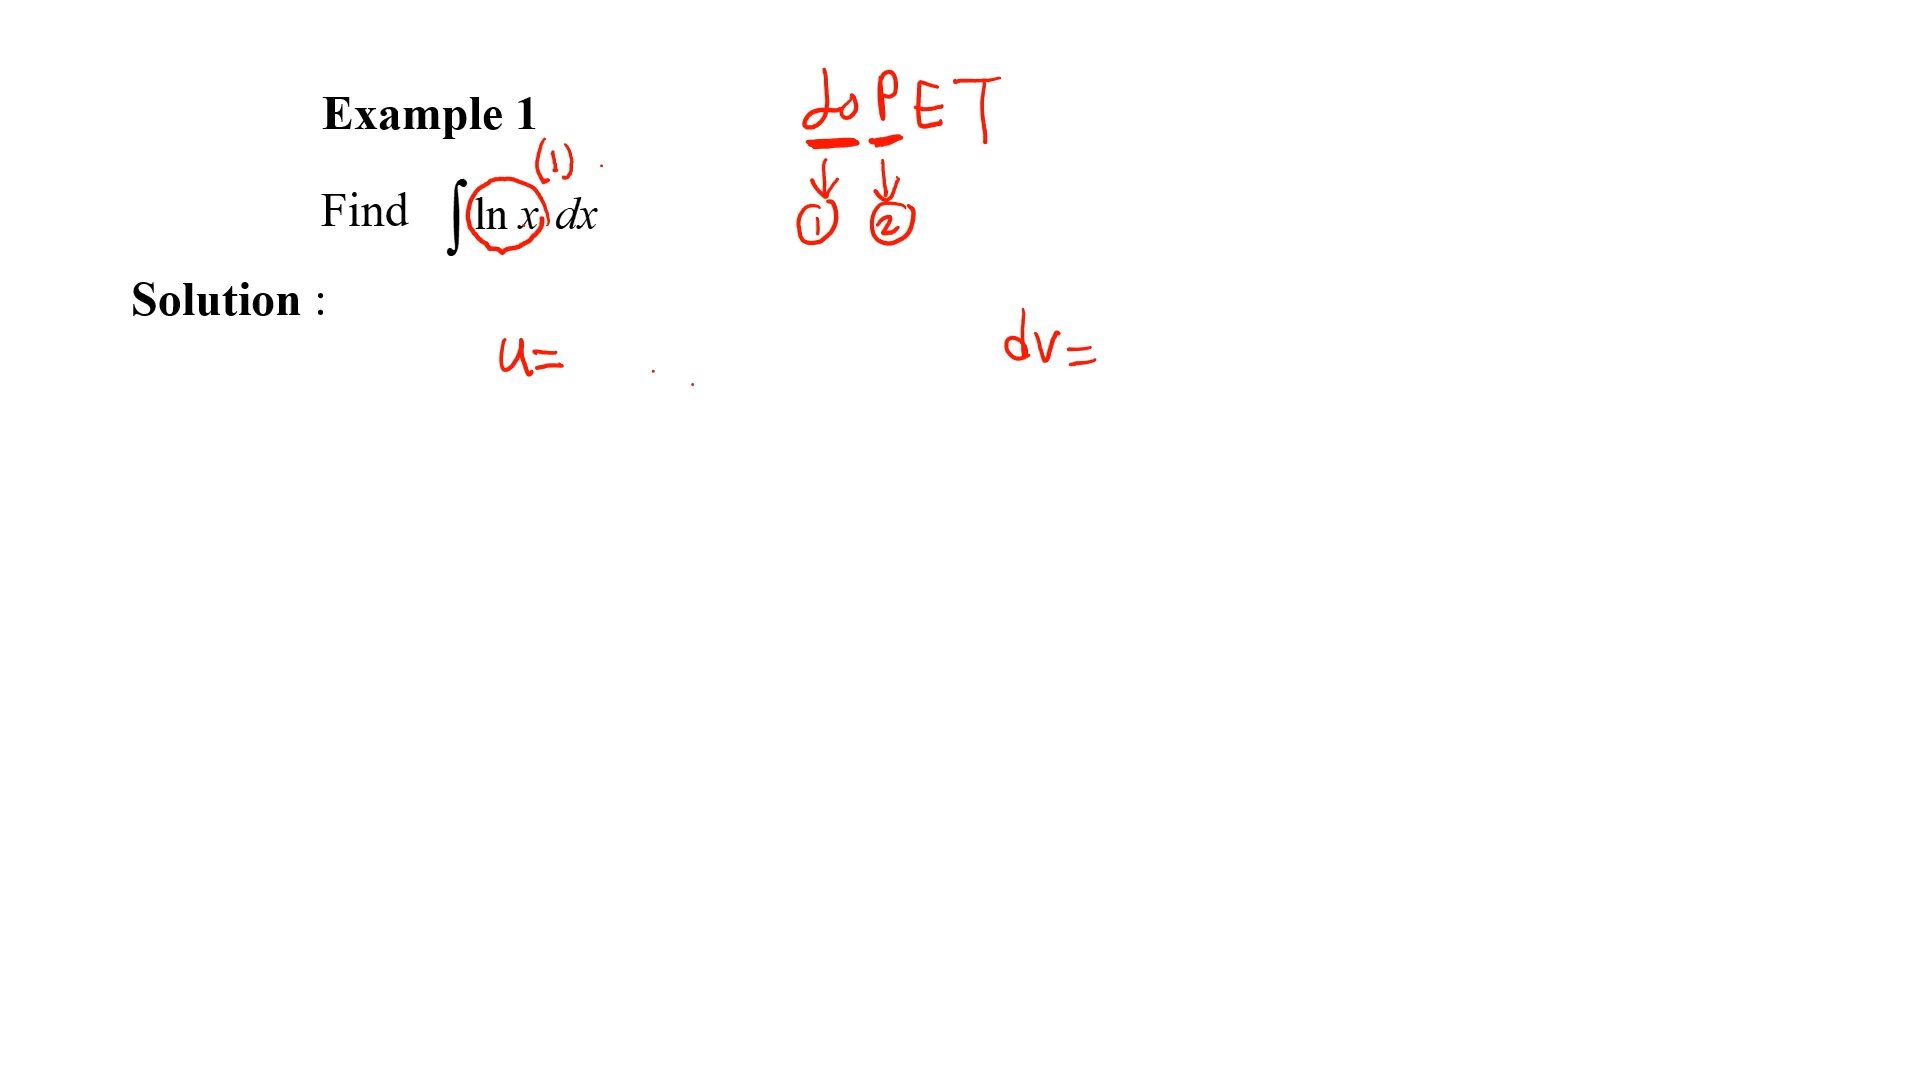 Example 1
loPET
(1)
Find ∫ ln x dx
① ②
Solution :
u=
dv=